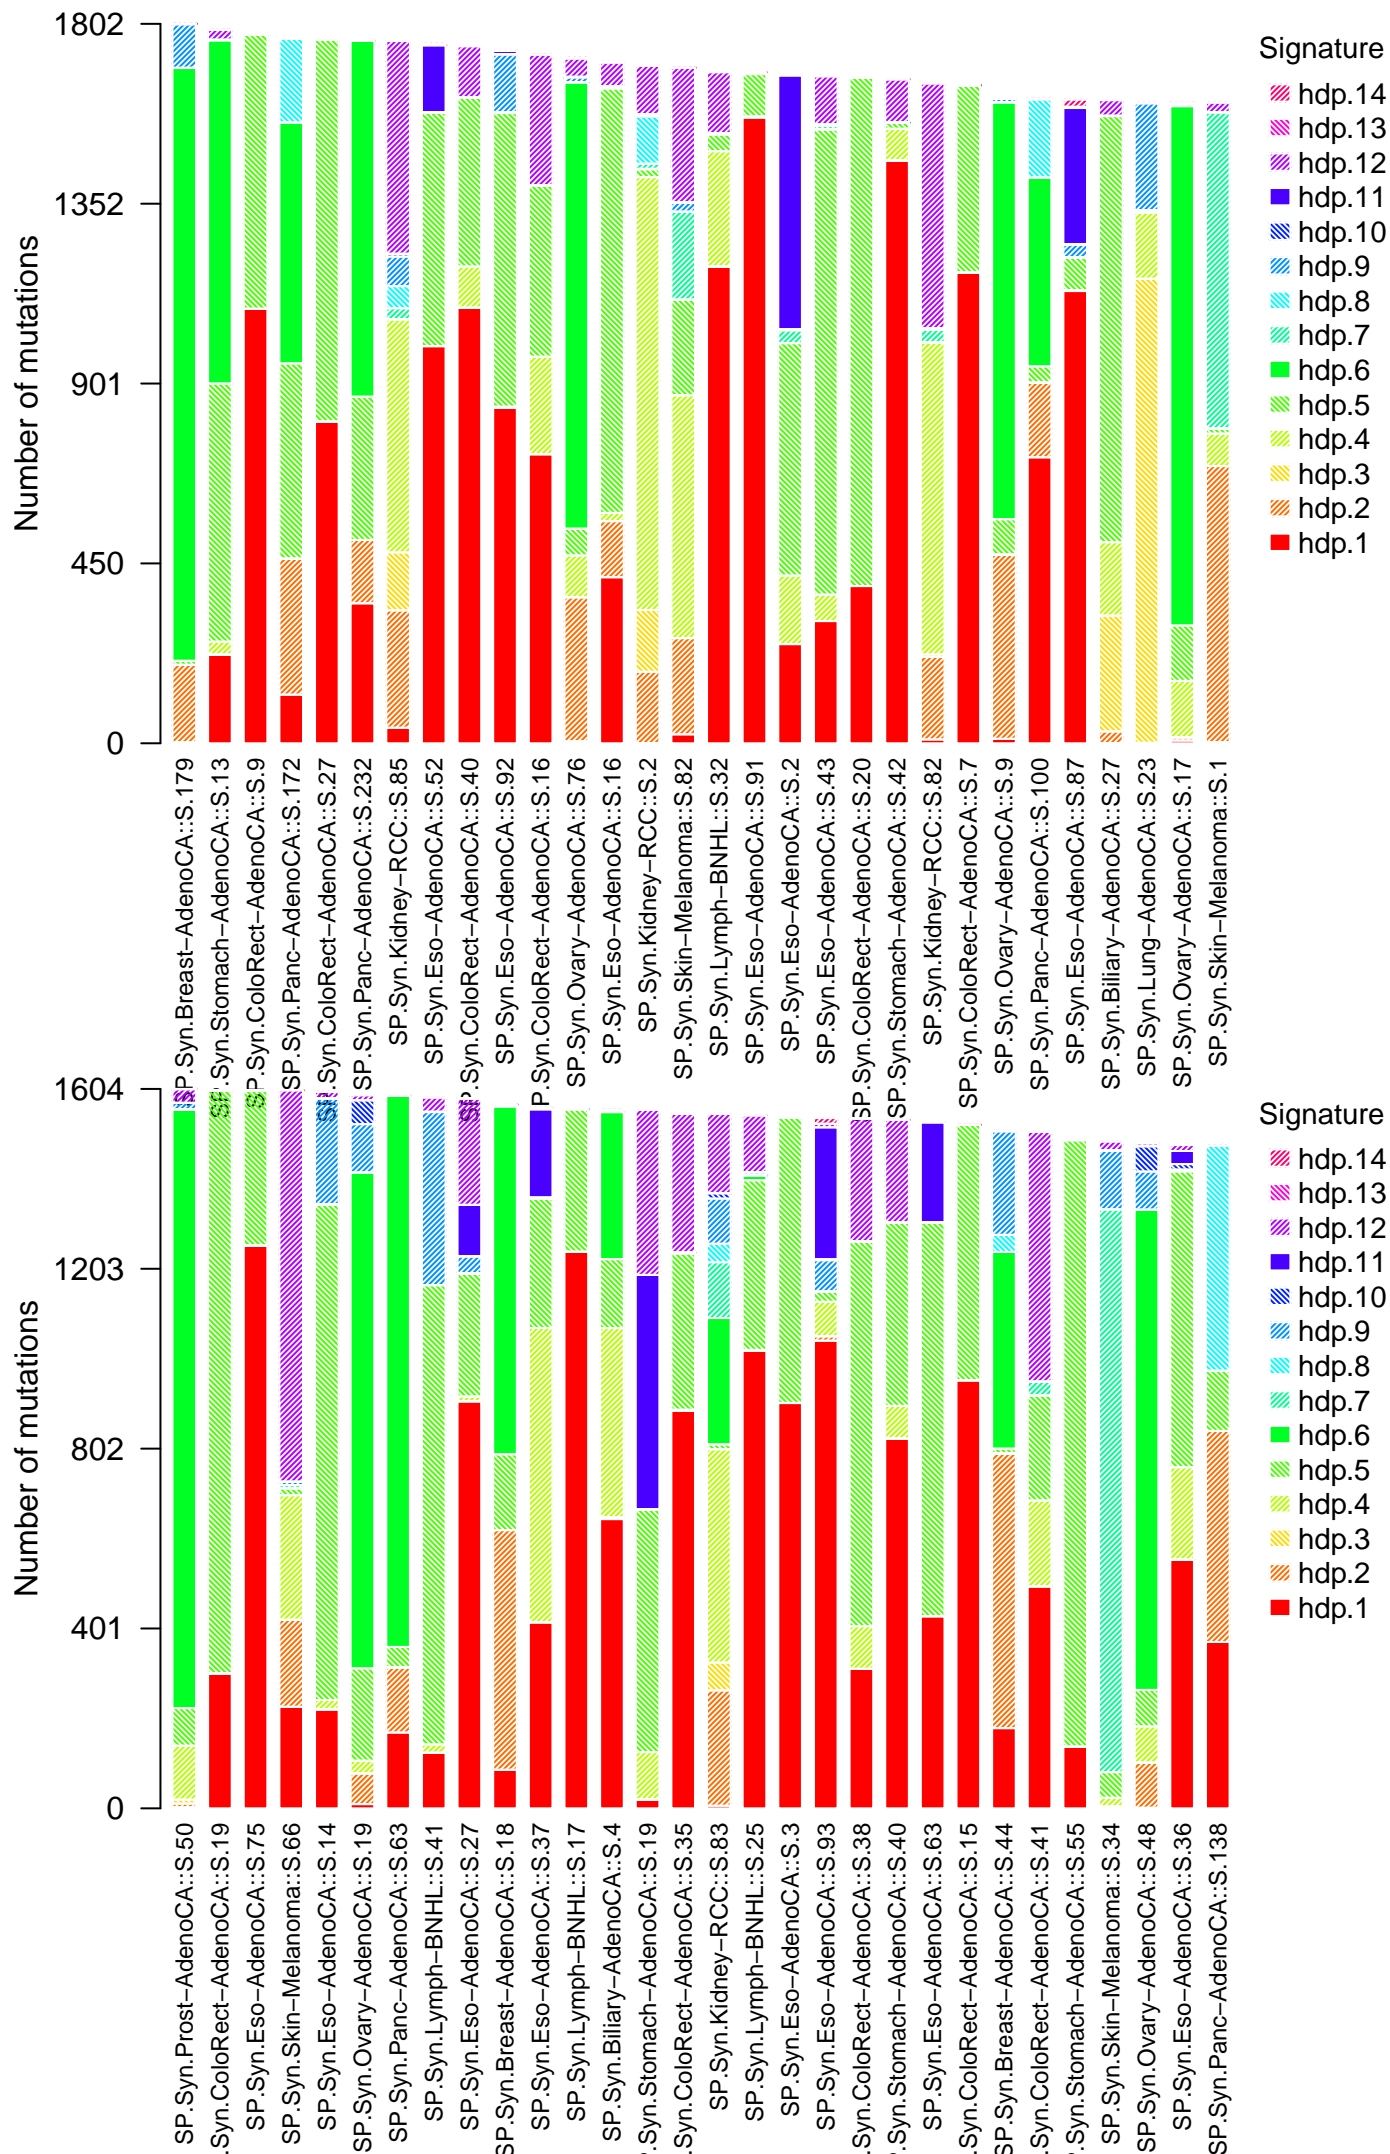 Number of mutations
1802
1352
901
450
0
Signature
hdp.14
hdp.13
hdp.12
hdp.11
hdp.10
hdp.9
hdp.8
hdp.7
hdp.6
hdp.5
hdp.4
hdp.3
hdp.2
hdp.1
SP.Syn.Breast−AdenoCA::S.179
SP.Syn.Stomach−AdenoCA::S.13
SP.Syn.ColoRect−AdenoCA::S.9
SP.Syn.Panc−AdenoCA::S.172
SP.Syn.ColoRect−AdenoCA::S.27
SP.Syn.Panc−AdenoCA::S.232
SP.Syn.Kidney−RCC::S.85
SP.Syn.Eso−AdenoCA::S.52
SP.Syn.ColoRect−AdenoCA::S.40
SP.Syn.Eso−AdenoCA::S.92
P.Syn.ColoRect−AdenoCA::S.16
SP.Syn.Ovary−AdenoCA::S.76
SP.Syn.Eso−AdenoCA::S.16
SP.Syn.Kidney−RCC::S.2
SP.Syn.Skin−Melanoma::S.82
SP.Syn.Lymph−BNHL::S.32
SP.Syn.Eso−AdenoCA::S.91
SP.Syn.Eso−AdenoCA::S.2
SP.Syn.Eso−AdenoCA::S.43
SP.Syn.ColoRect−AdenoCA::S.20
SP.Syn.Stomach−AdenoCA::S.42
SP.Syn.Kidney−RCC::S.82
SP.Syn.ColoRect−AdenoCA::S.7
SP.Syn.Ovary−AdenoCA::S.9
SP.Syn.Panc−AdenoCA::S.100
SP.Syn.Eso−AdenoCA::S.87
SP.Syn.Biliary−AdenoCA::S.27
SP.Syn.Lung−AdenoCA::S.23
SP.Syn.Ovary−AdenoCA::S.17
SP.Syn.Skin−Melanoma::S.1
Number of mutations
1604
1203
802
401
0
Signature
hdp.14
hdp.13
hdp.12
hdp.11
hdp.10
hdp.9
hdp.8
hdp.7
hdp.6
hdp.5
hdp.4
hdp.3
hdp.2
hdp.1
SP.Syn.Prost−AdenoCA::S.50
.Syn.ColoRect−AdenoCA::S.19
SP.Syn.Eso−AdenoCA::S.75
SP.Syn.Skin−Melanoma::S.66
SP.Syn.Eso−AdenoCA::S.14
SP.Syn.Ovary−AdenoCA::S.19
SP.Syn.Panc−AdenoCA::S.63
SP.Syn.Lymph−BNHL::S.41
SP.Syn.Eso−AdenoCA::S.27
SP.Syn.Breast−AdenoCA::S.18
SP.Syn.Eso−AdenoCA::S.37
SP.Syn.Lymph−BNHL::S.17
SP.Syn.Biliary−AdenoCA::S.4
.Syn.Stomach−AdenoCA::S.19
.Syn.ColoRect−AdenoCA::S.35
SP.Syn.Kidney−RCC::S.83
SP.Syn.Lymph−BNHL::S.25
SP.Syn.Eso−AdenoCA::S.3
SP.Syn.Eso−AdenoCA::S.93
.Syn.ColoRect−AdenoCA::S.38
.Syn.Stomach−AdenoCA::S.40
SP.Syn.Eso−AdenoCA::S.63
.Syn.ColoRect−AdenoCA::S.15
SP.Syn.Breast−AdenoCA::S.44
.Syn.ColoRect−AdenoCA::S.41
.Syn.Stomach−AdenoCA::S.55
SP.Syn.Skin−Melanoma::S.34
SP.Syn.Ovary−AdenoCA::S.48
SP.Syn.Eso−AdenoCA::S.36
SP.Syn.Panc−AdenoCA::S.138